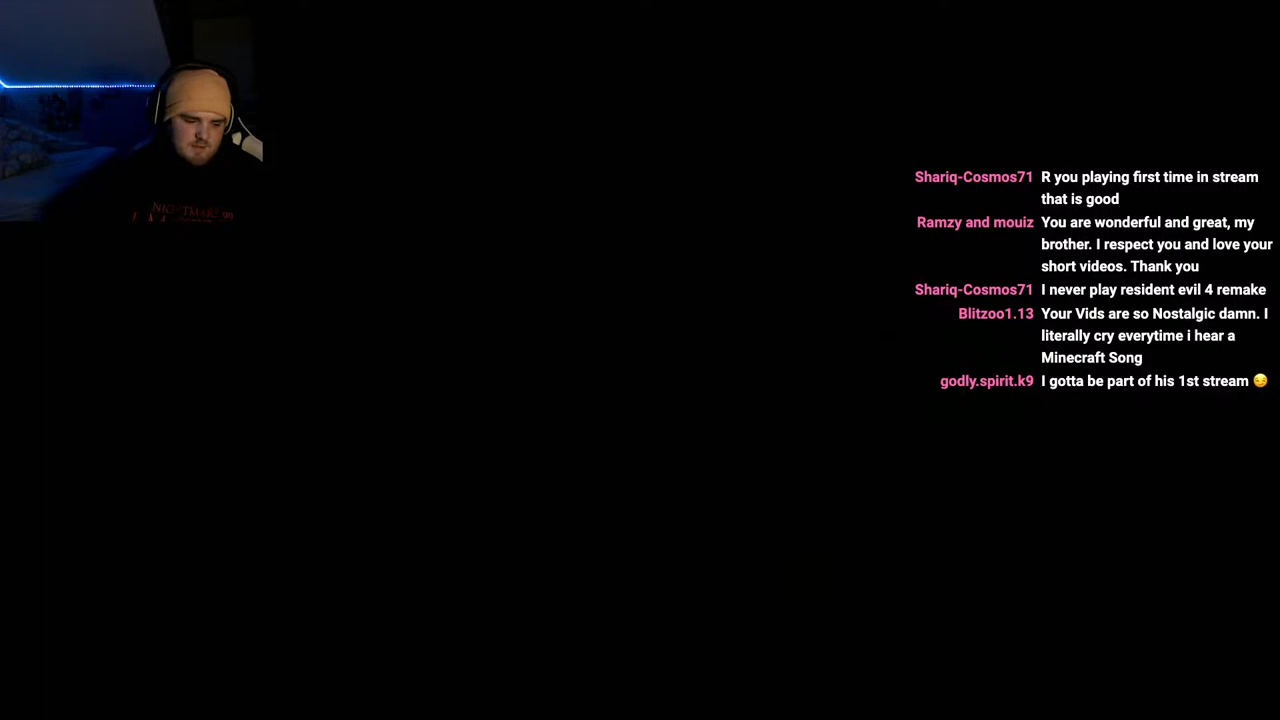 NIGHTMARE ON
Shariq-Cosmos71 R you playing first time in stream
that is good
Ramzy and mouiz You are wonderful and great, my
brother. I respect you and love your
short videos. Thank you
Shariq-Cosmos71 I never play resident evil 4 remake
Blitzoo1.13 Your Vids are so Nostalgic damn. I
literally cry everytime i hear a
Minecraft Song
godly.spirit.k9 I gotta be part of his 1st stream 😏